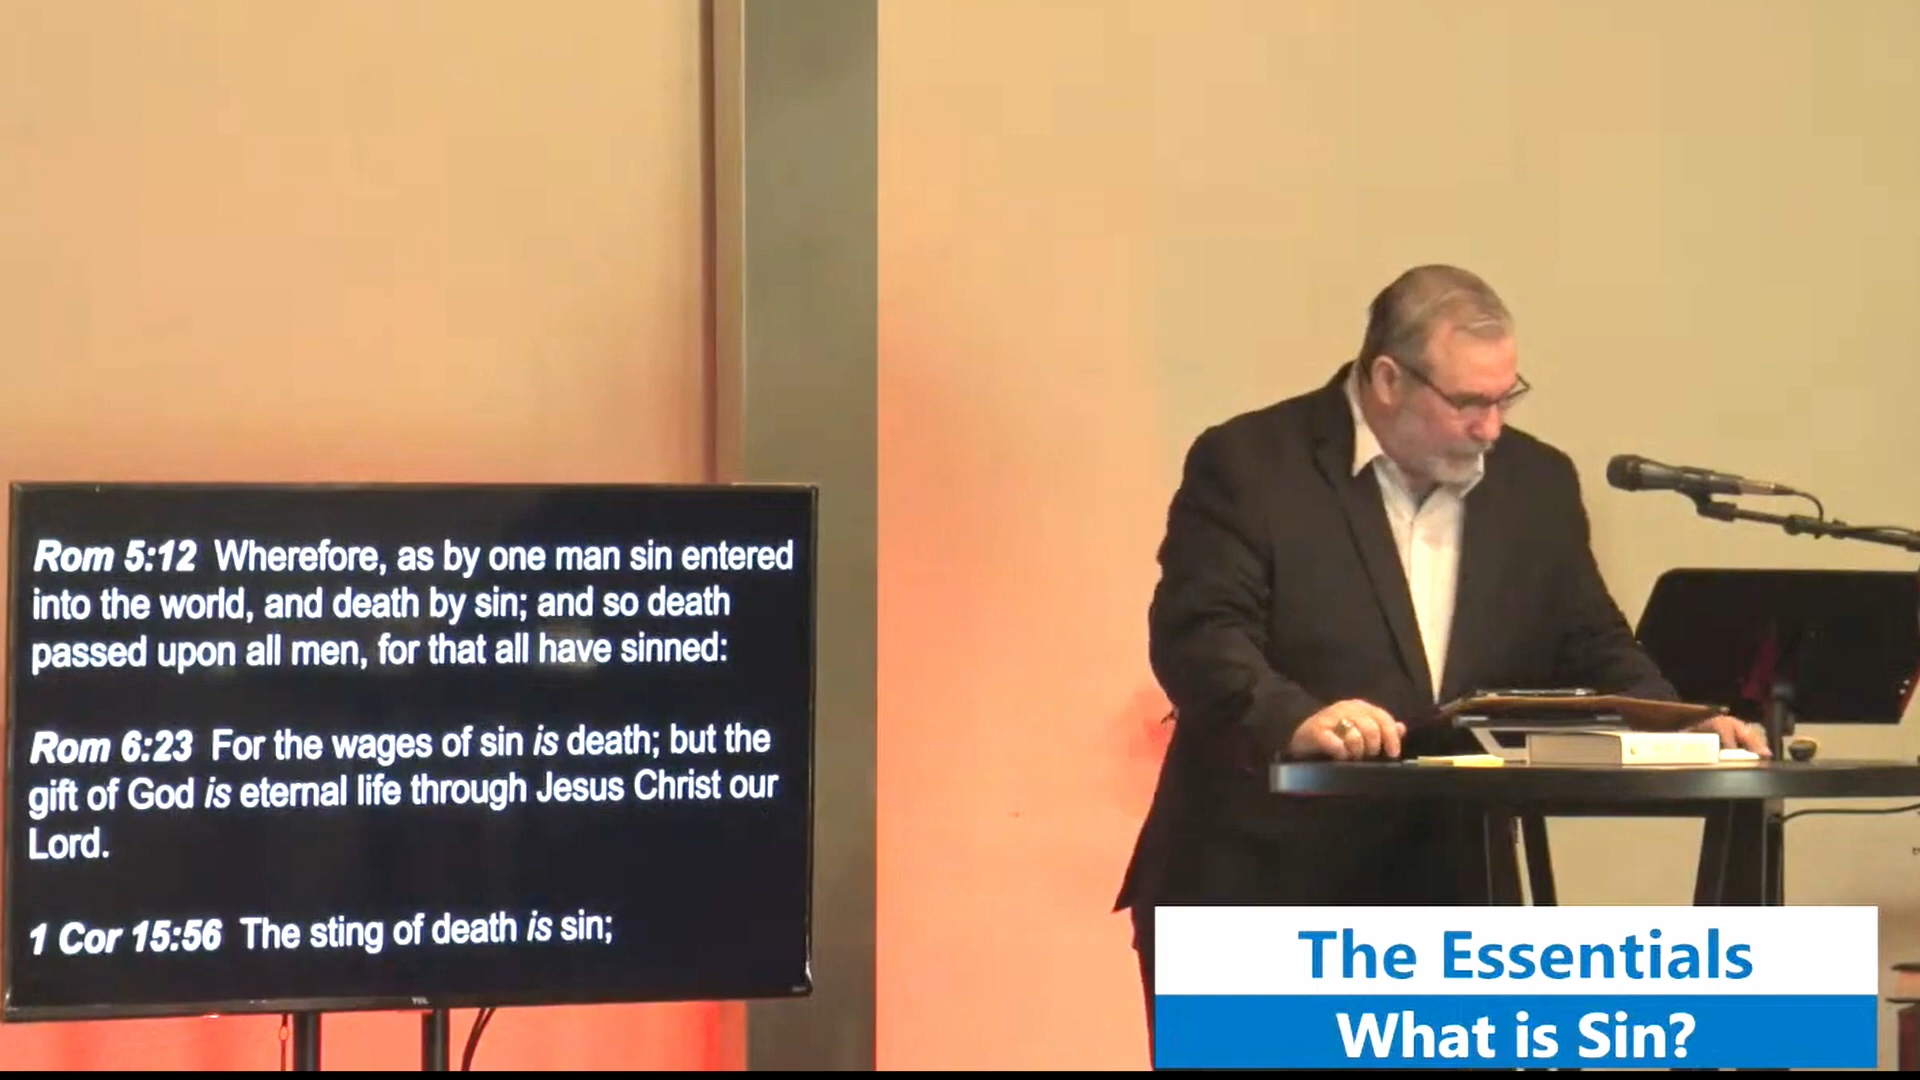 Rom 5:12 Wherefore, as by one man sin entered
into the world, and death by sin; and so death
passed upon all men, for that all have sinned:
Rom 6:23 For the wages of sin is death; but the
gift of God is eternal life through Jesus Christ our
Lord.
1 Cor 15:56 The sting of death is sin;
TCL
The Essentials
What is Sin?